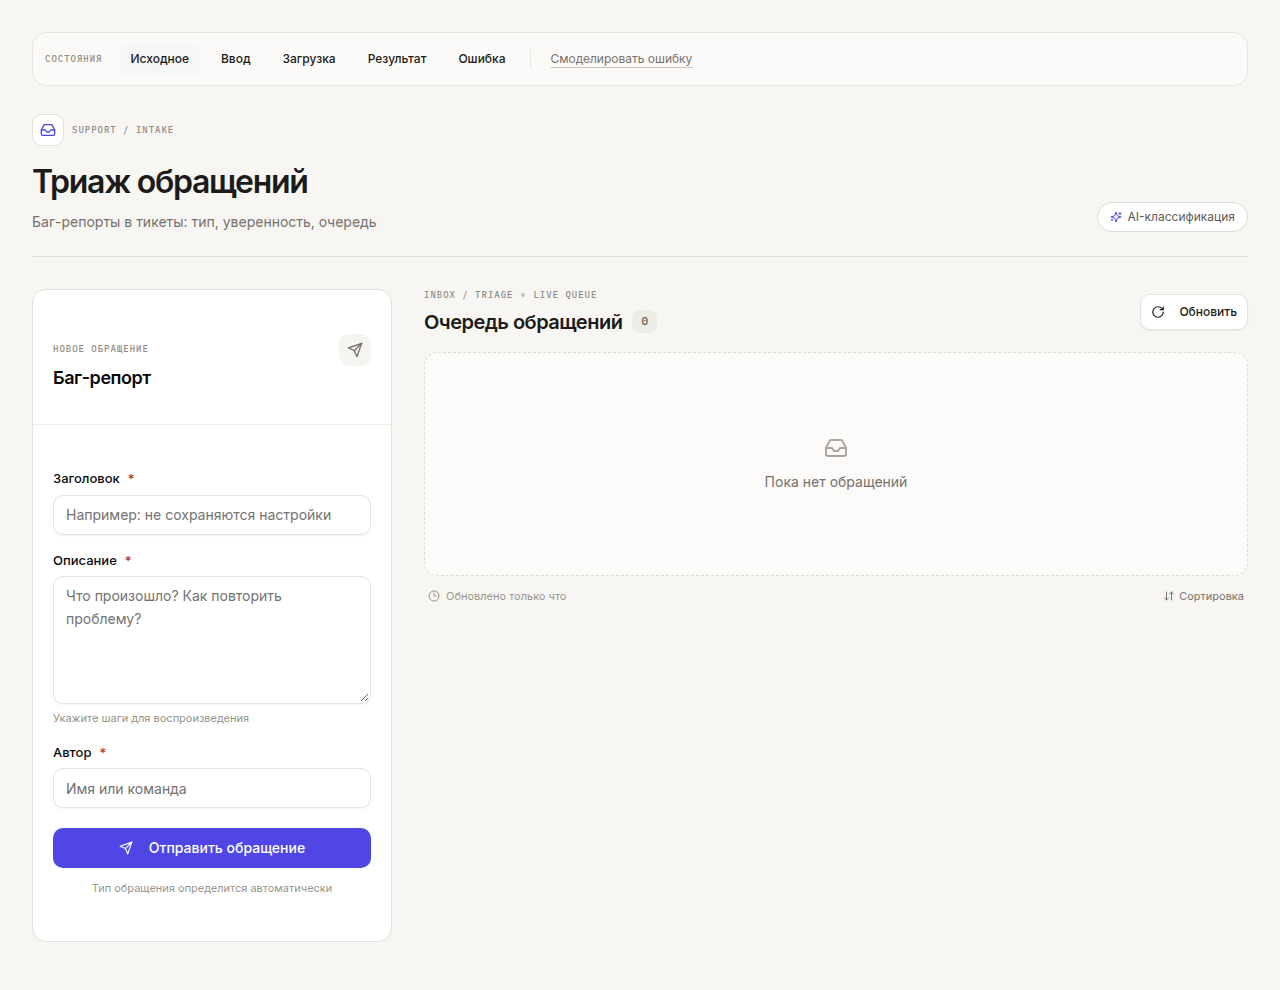 СОСТОЯНИЯ Исходное Ввод Загрузка Результат Ошибка Смоделировать ошибку
SUPPORT / INTAKE
Триаж обращений
Баг-репорты в тикеты: тип, уверенность, очередь
AI-классификация
НОВОЕ ОБРАЩЕНИЕ
Баг-репорт
Заголовок *
Например: не сохраняются настройки
Описание *
Что произошло? Как повторить
проблему?
Укажите шаги для воспроизведения
Автор *
Имя или команда
Отправить обращение
Тип обращения определится автоматически
INBOX / TRIAGE • LIVE QUEUE
Очередь обращений 0
Обновить
Пока нет обращений
Обновлено только что
Сортировка